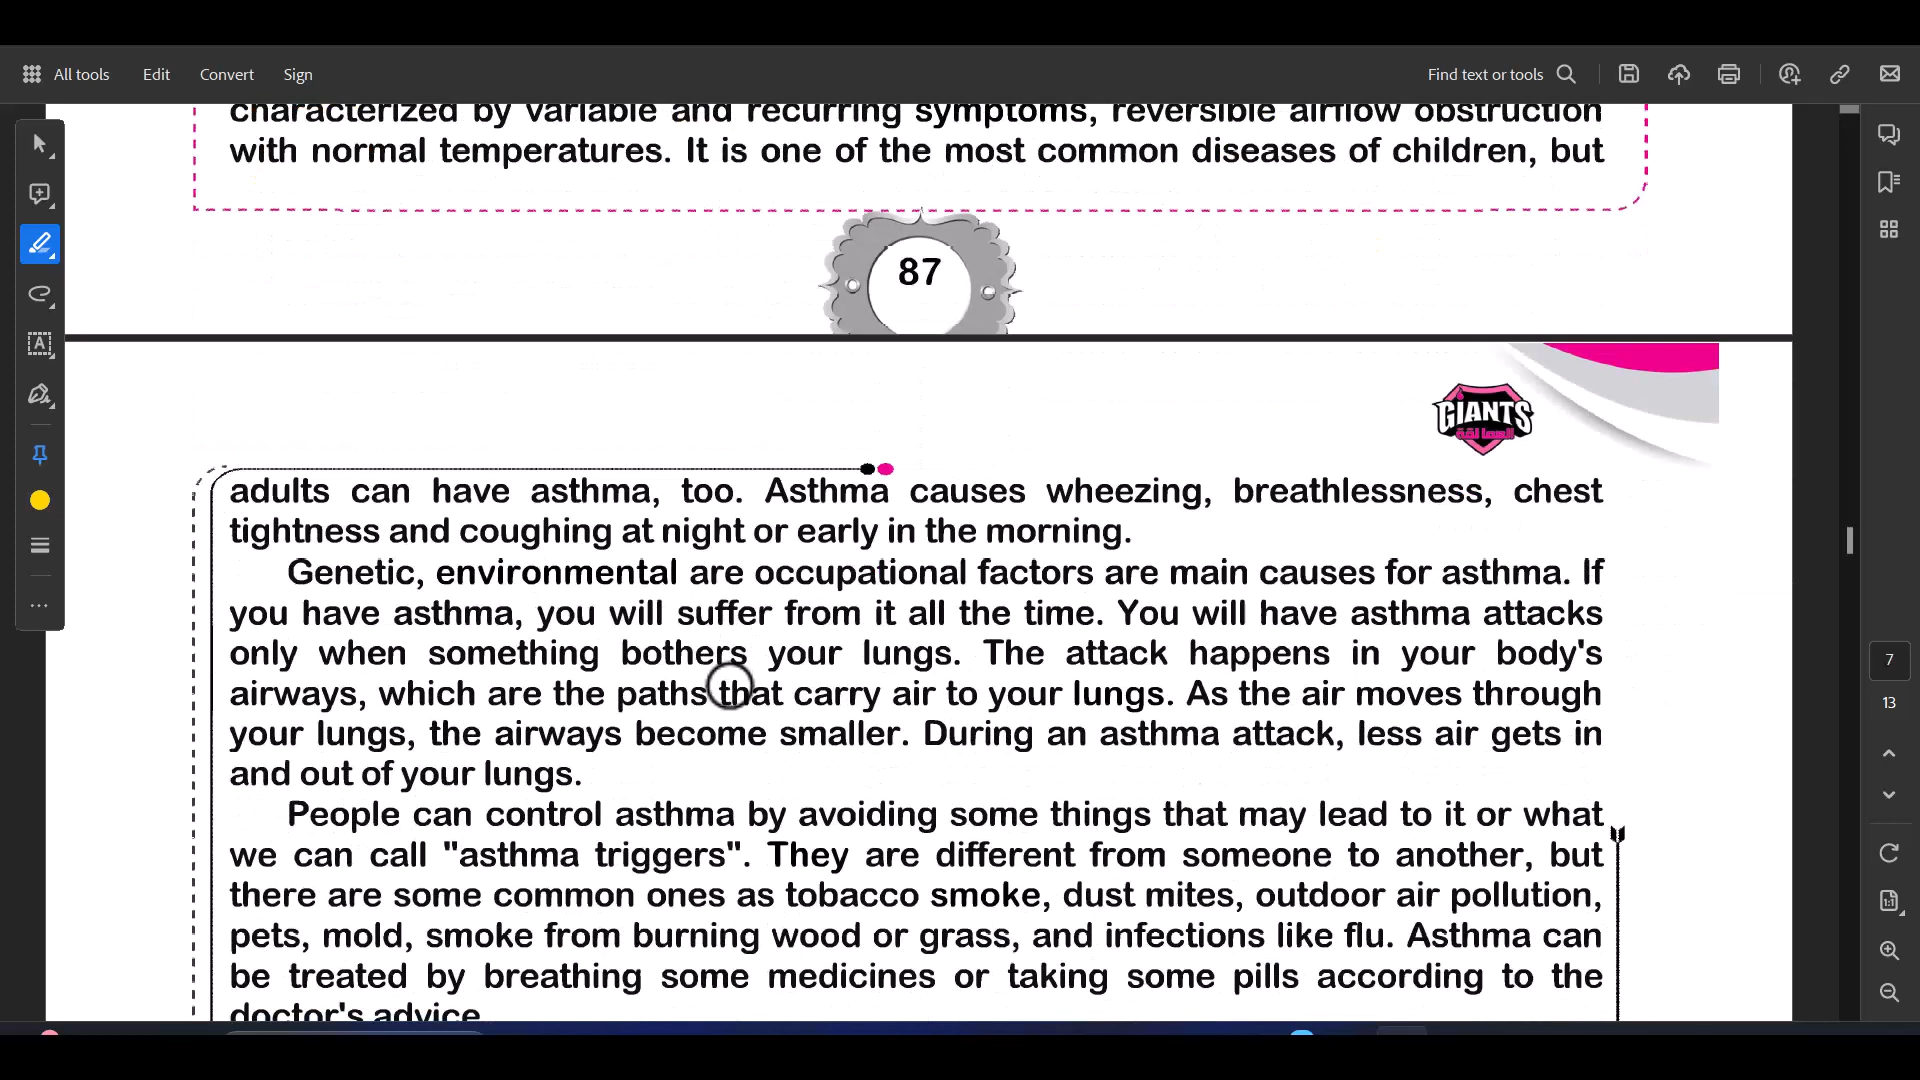 All tools Edit Convert Sign Find text or tools
characterized by variable and recurring symptoms, reversible airflow obstruction
with normal temperatures. It is one of the most common diseases of children, but
87
GIANTS
العمالقة
adults can have asthma, too. Asthma causes wheezing, breathlessness, chest
tightness and coughing at night or early in the morning.
Genetic, environmental are occupational factors are main causes for asthma. If
you have asthma, you will suffer from it all the time. You will have asthma attacks
only when something bothers your lungs. The attack happens in your body's
airways, which are the paths that carry air to your lungs. As the air moves through
your lungs, the airways become smaller. During an asthma attack, less air gets in
and out of your lungs.
People can control asthma by avoiding some things that may lead to it or what
we can call "asthma triggers". They are different from someone to another, but
there are some common ones as tobacco smoke, dust mites, outdoor air pollution,
pets, mold, smoke from burning wood or grass, and infections like flu. Asthma can
be treated by breathing some medicines or taking some pills according to the
doctor's advice
7
13